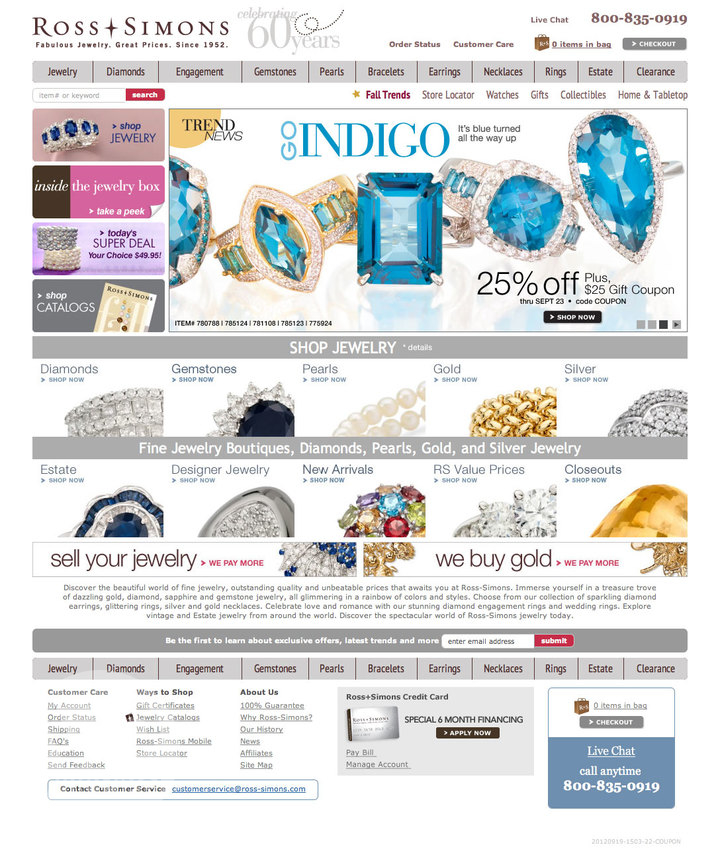 ROSS+SIMONS
Fabulous Jewelry. Great Prices. Since 1952.
celebrating
60 years
Live Chat 800-835-0919
Order Status Customer Care 0 items in bag > CHECKOUT
Jewelry Diamonds Engagement Gemstones Pearls Bracelets Earrings Necklaces Rings Estate Clearance
item# or keyword search
Fall Trends Store Locator Watches Gifts Collectibles Home & Tabletop
> shop
JEWELRY
inside the jewelry box
> take a peek
> today's
SUPER DEAL
Your Choice $49.95!
> shop
CATALOGS
ROSS+SIMONS
TREND
NEWS
GO INDIGO
It's blue turned
all the way up
25% off Plus,
$25 Gift Coupon
thru SEPT 23 • code COUPON
> SHOP NOW
ITEM# 780788 | 785124 | 781108 | 785123 | 775924
SHOP JEWELRY * details
Diamonds Gemstones Pearls Gold Silver
> SHOP NOW > SHOP NOW > SHOP NOW > SHOP NOW > SHOP NOW
Fine Jewelry Boutiques, Diamonds, Pearls, Gold, and Silver Jewelry
Estate Designer Jewelry New Arrivals RS Value Prices Closeouts
> SHOP NOW > SHOP NOW > SHOP NOW > SHOP NOW > SHOP NOW
sell your jewelry > WE PAY MORE we buy gold > WE PAY MORE
Discover the beautiful world of fine jewelry, outstanding quality and unbeatable prices that awaits you at Ross-Simons. Immerse yourself in a treasure trove
of dazzling gold, diamond, sapphire and gemstone jewelry, all glimmering in a rainbow of colors and styles. Choose from our collection of sparkling diamond
earrings, glittering rings, silver and gold necklaces. Celebrate love and romance with our stunning diamond engagement rings and wedding rings. Explore
vintage and Estate jewelry from around the world. Discover the spectacular world of Ross-Simons jewelry today.
Be the first to learn about exclusive offers, latest trends and more enter email address submit
Jewelry Diamonds Engagement Gemstones Pearls Bracelets Earrings Necklaces Rings Estate Clearance
Customer Care
My Account
Order Status
Shipping
FAQ's
Education
Send Feedback
Ways to Shop
Gift Certificates
Jewelry Catalogs
Wish List
Ross-Simons Mobile
Store Locator
About Us
100% Guarantee
Why Ross-Simons?
Our History
News
Affiliates
Site Map
Contact Customer Service customerservice@ross-simons.com
Ross+Simons Credit Card
ROSS+SIMONS
SPECIAL 6 MONTH FINANCING
> APPLY NOW
Pay Bill
Manage Account
0 items in bag
> CHECKOUT
Live Chat
call anytime
800-835-0919
20120919-1503-22-COUPON